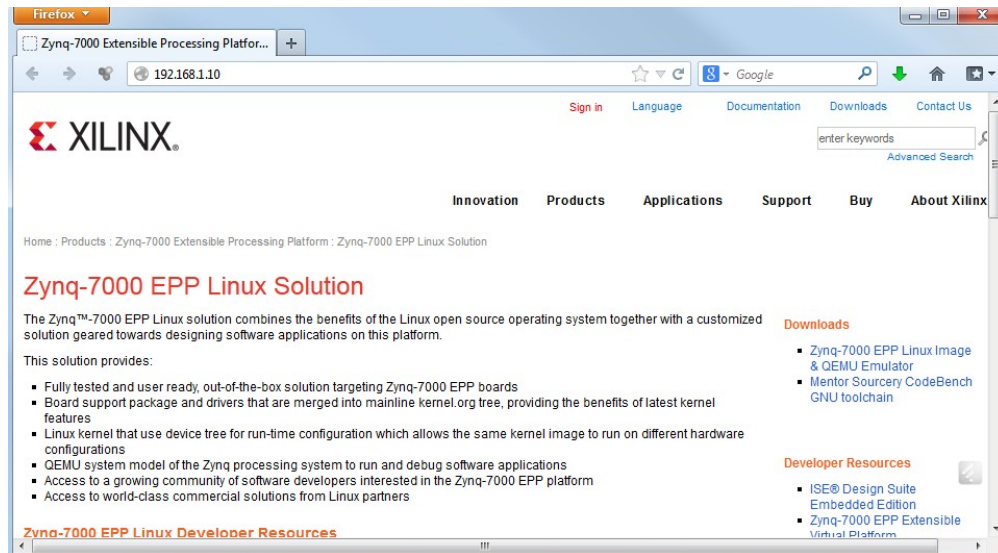 Firefox
Zynq-7000 Extensible Processing Platfor...
192.168.1.10
Google
Sign in Language Documentation Downloads Contact Us
XILINX®
enter keywords
Advanced Search
Innovation Products Applications Support Buy About Xilinx
Home : Products : Zynq-7000 Extensible Processing Platform : Zynq-7000 EPP Linux Solution
Zynq-7000 EPP Linux Solution
The Zynq™-7000 EPP Linux solution combines the benefits of the Linux open source operating system together with a customized
solution geared towards designing software applications on this platform.
This solution provides:
Fully tested and user ready, out-of-the-box solution targeting Zynq-7000 EPP boards
Board support package and drivers that are merged into mainline kernel.org tree, providing the benefits of latest kernel
features
Linux kernel that use device tree for run-time configuration which allows the same kernel image to run on different hardware
configurations
QEMU system model of the Zynq processing system to run and debug software applications
Access to a growing community of software developers interested in the Zynq-7000 EPP platform
Access to world-class commercial solutions from Linux partners
Zynq-7000 EPP Linux Developer Resources
Downloads
Zynq-7000 EPP Linux Image
& QEMU Emulator
Mentor Sourcery CodeBench
GNU toolchain
Developer Resources
ISE® Design Suite
Embedded Edition
Zynq-7000 EPP Extensible
Virtual Platform